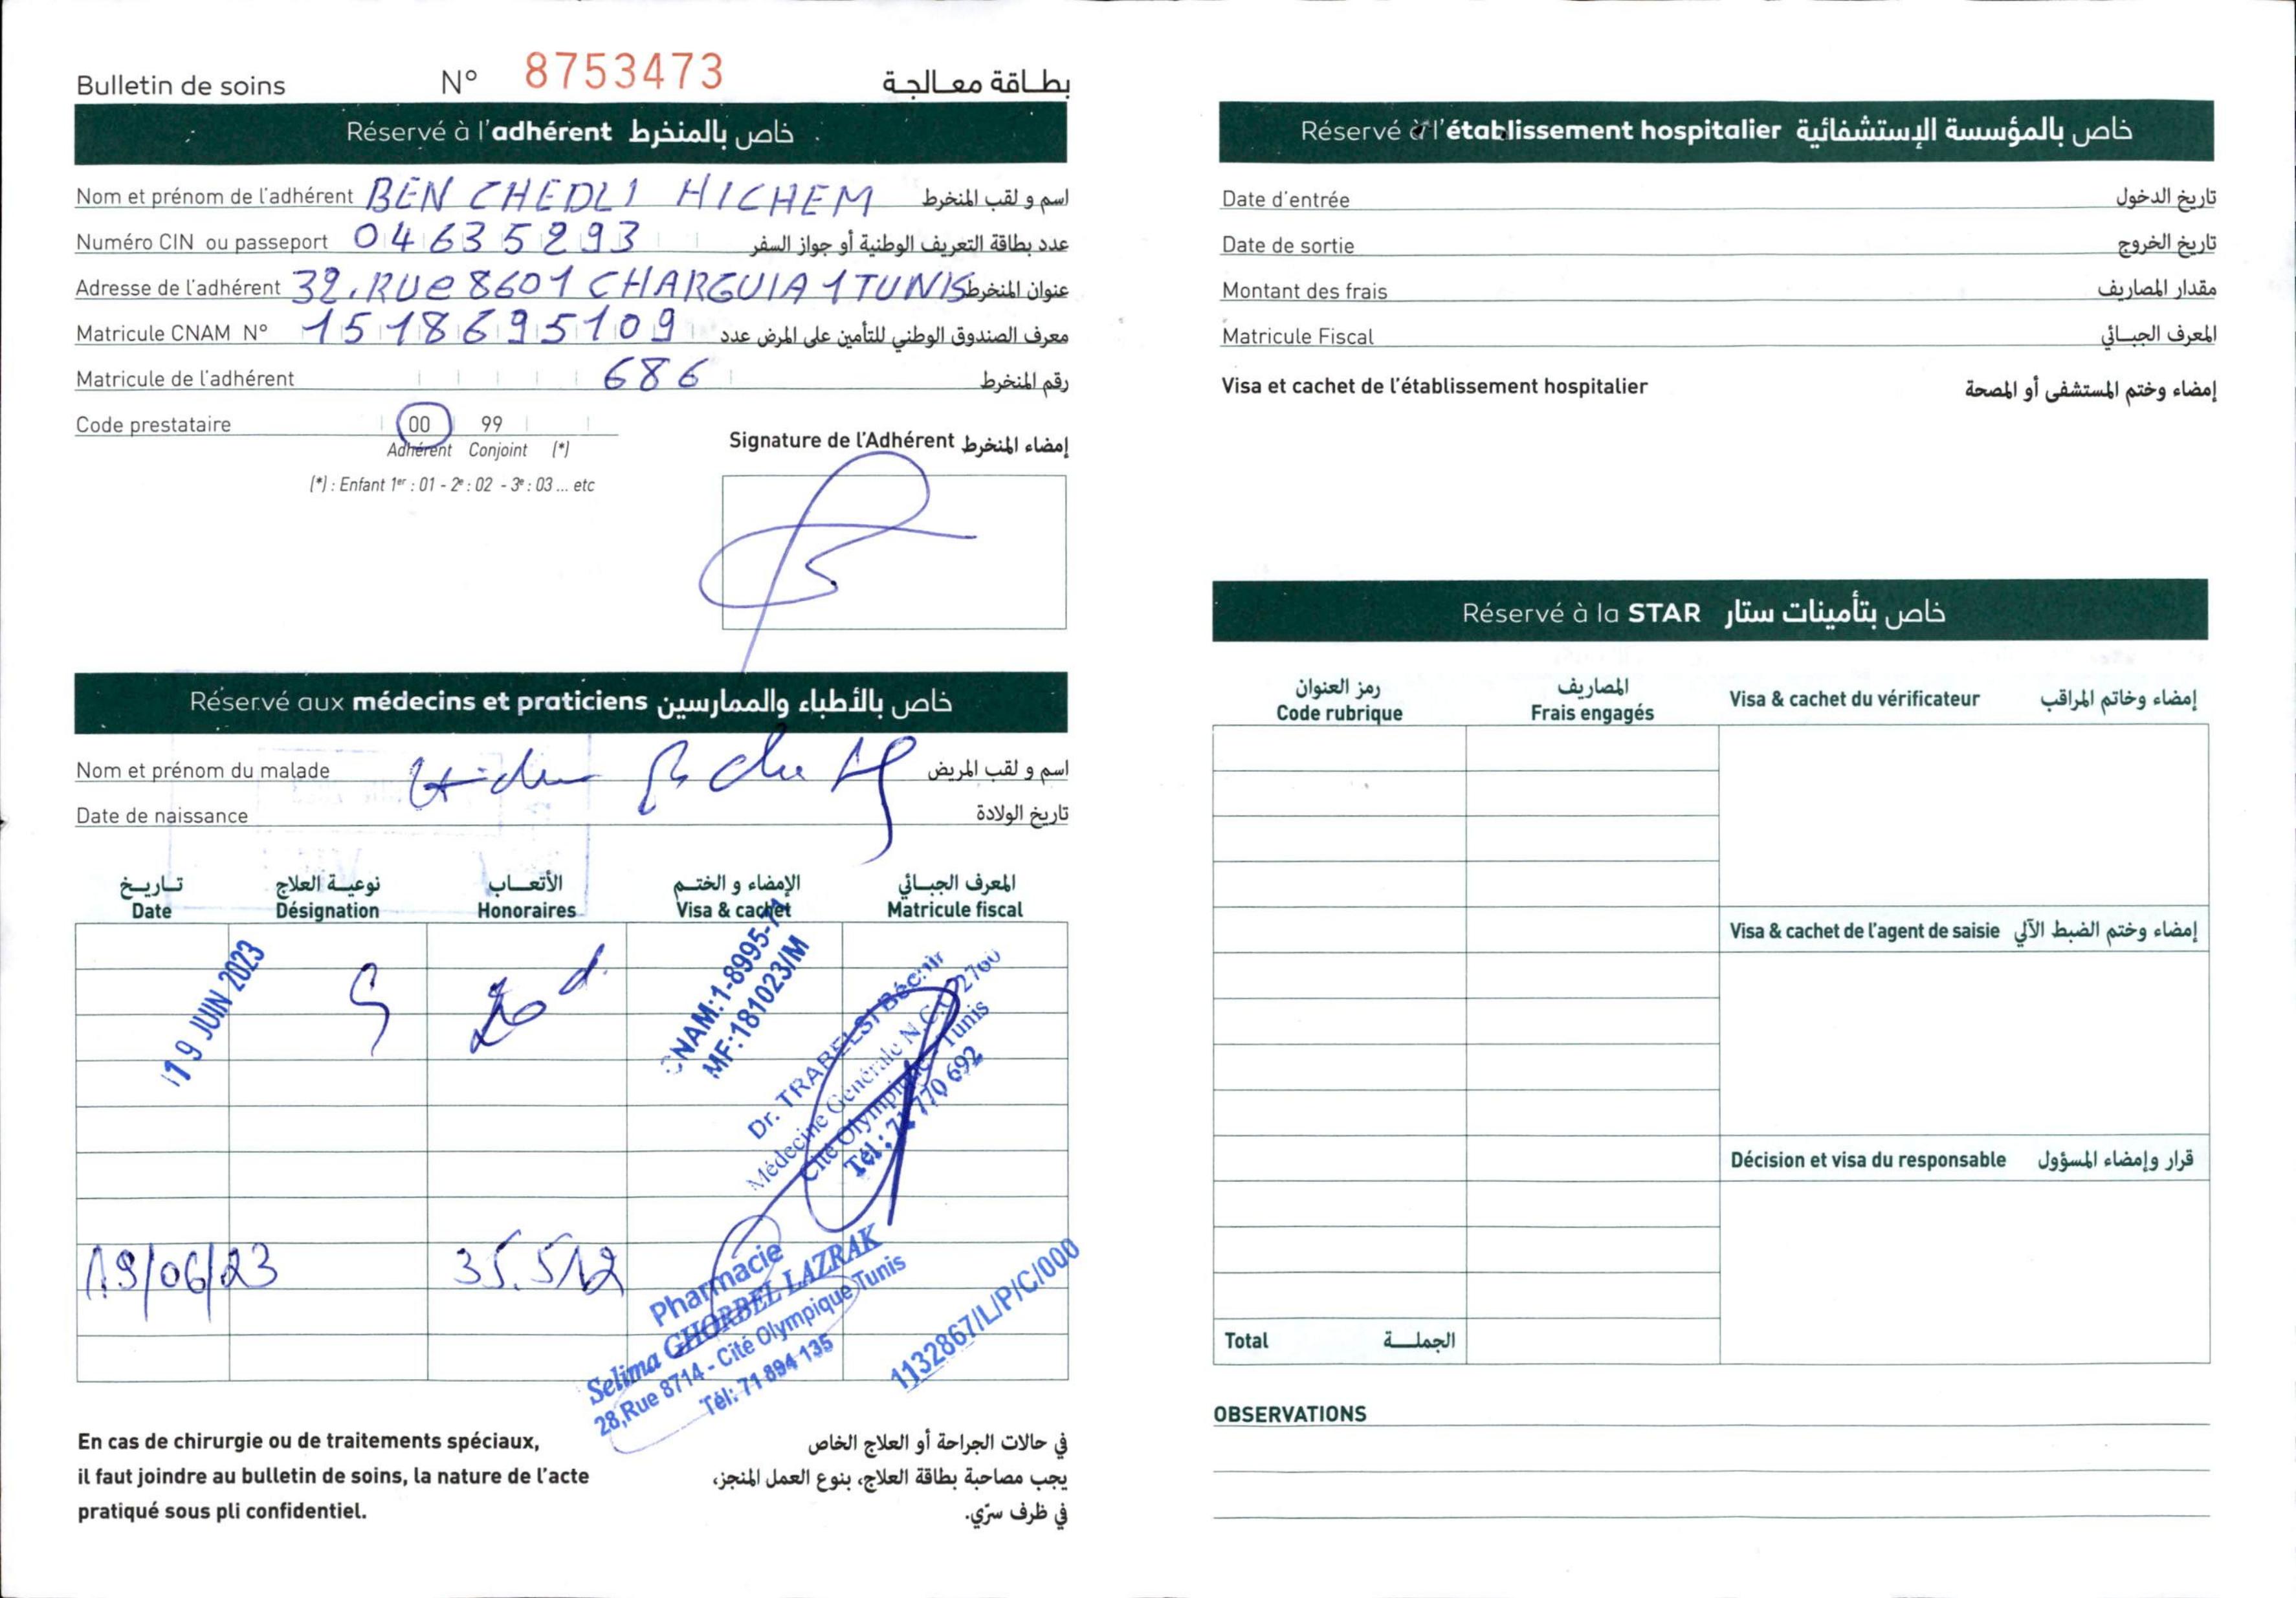 Bulletin de soins N° 8753473 بطاقة معالجة
Réservé à l'adhérent خاص بالمنخرط
Nom et prénom de l'adhérent BEN CHEDLI HICHEM اسم و لقب المنخرط
Numéro CIN ou passeport 04635293 عدد بطاقة التعريف الوطنية أو جواز السفر
Adresse de l'adhérent 32, RUe 8601 CHARGUIA 1 TUNIS عنوان المنخرط
Matricule CNAM N° 1518695109 معرف الصندوق الوطني للتأمين على المرض عدد
Matricule de l'adhérent 686 رقم المنخرط
Code prestataire 00 99
Adhérent Conjoint (*)
(*) : Enfant 1er : 01 - 2e : 02 - 3e : 03 ... etc
Signature de l'Adhérent إمضاء المنخرط
Réservé aux médecins et praticiens خاص بالأطباء والممارسين
Nom et prénom du malade اسم و لقب المريض
Date de naissance تاريخ الولادة
تاريخ نوعية العلاج الأتعاب الإمضاء و الختم المعرف الجبائي
Date Désignation Honoraires Visa & cachet Matricule fiscal
19 JUIN 2023
CNAM:1-8995-71
MF:181023/M
Dr. TRABELSI Béchir
Médecine Générale N.C.I/2760
Cité Olympique - Tunis
Tél.: 71 770 692
19/06/23 35.512
Pharmacie
Selima GHORBEL LAZRAK
28,Rue 8714 - Cité Olympique Tunis
Tél: 71 894 135
1132867/L/P/C/000
En cas de chirurgie ou de traitements spéciaux,
il faut joindre au bulletin de soins, la nature de l'acte
pratiqué sous pli confidentiel.
في حالات الجراحة أو العلاج الخاص
يجب مصاحبة بطاقة العلاج، بنوع العمل المنجز،
في ظرف سرّي.
Réservé à l'établissement hospitalier خاص بالمؤسسة الإستشفائية
Date d'entrée تاريخ الدخول
Date de sortie تاريخ الخروج
Montant des frais مقدار المصاريف
Matricule Fiscal المعرف الجبائي
Visa et cachet de l'établissement hospitalier إمضاء وختم المستشفى أو المصحة
Réservé à la STAR خاص بتأمينات ستار
رمز العنوان المصاريف
Code rubrique Frais engagés Visa & cachet du vérificateur إمضاء وخاتم المراقب
Visa & cachet de l'agent de saisie إمضاء وختم الضبط الآلي
Décision et visa du responsable قرار وإمضاء المسؤول
Total الجملة
OBSERVATIONS